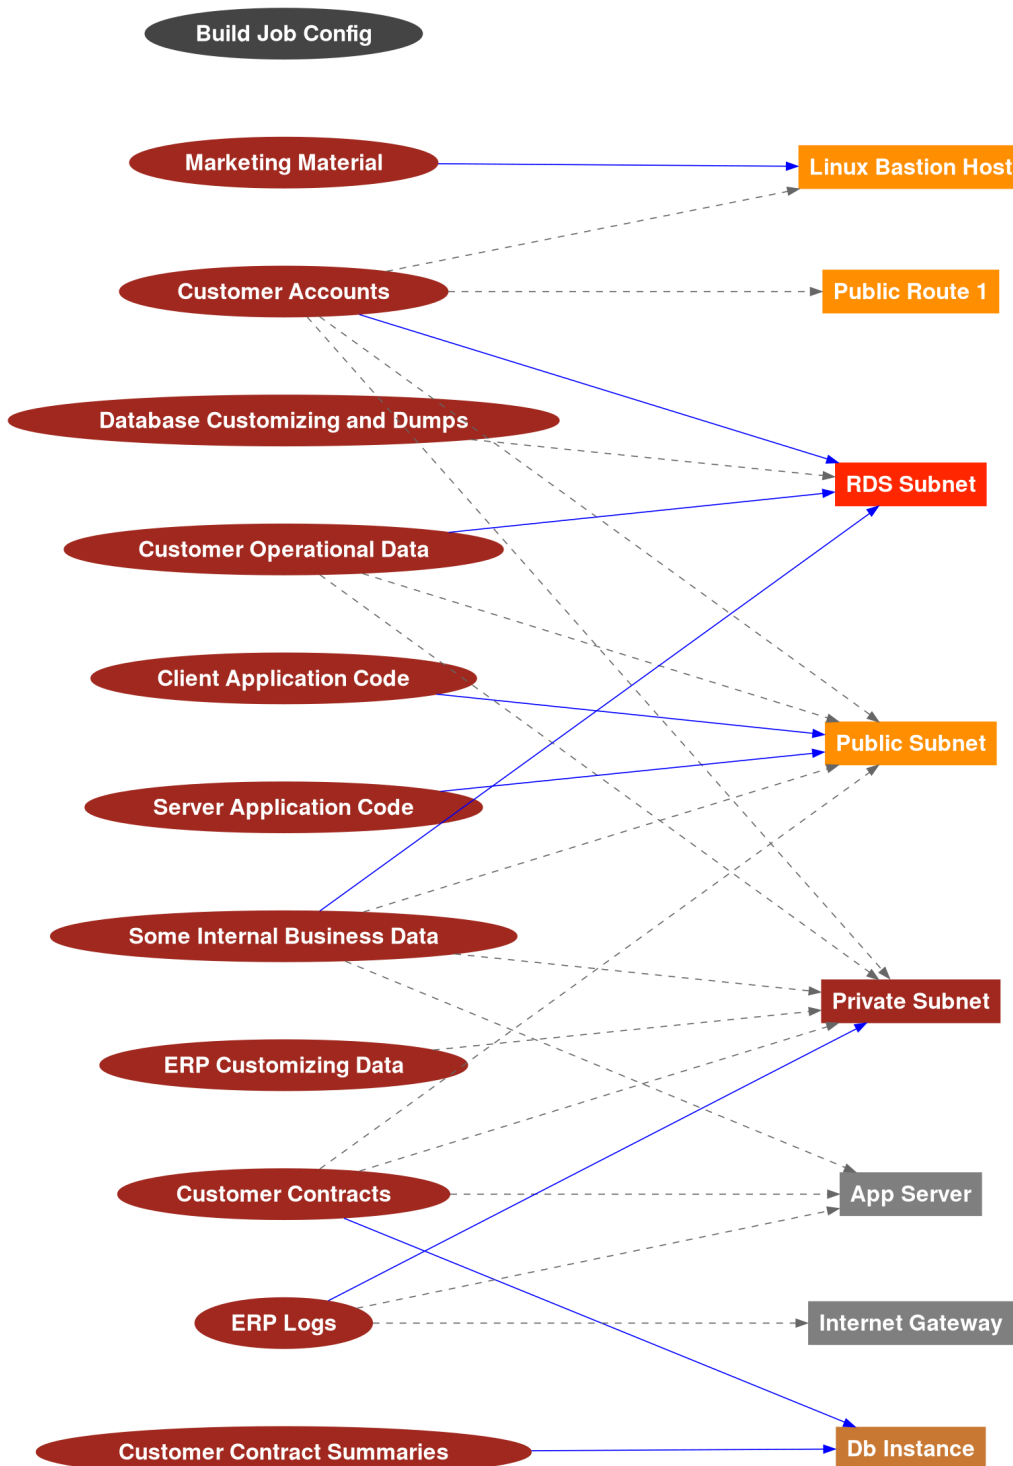 Build Job Config
Marketing Material
Linux Bastion Host
Customer Accounts
Public Route 1
Database Customizing and Dumps
RDS Subnet
Customer Operational Data
Client Application Code
Public Subnet
Server Application Code
Some Internal Business Data
Private Subnet
ERP Customizing Data
Customer Contracts
App Server
ERP Logs
Internet Gateway
Customer Contract Summaries
Db Instance